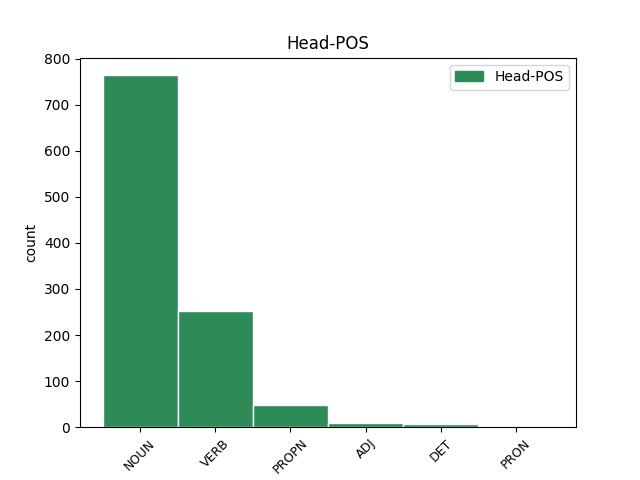 Head-POS
Head-POS
800
700
600
500
400
300
200
100
0
count
NOUN
VERB
PROPN
ADJ
DET
PRON